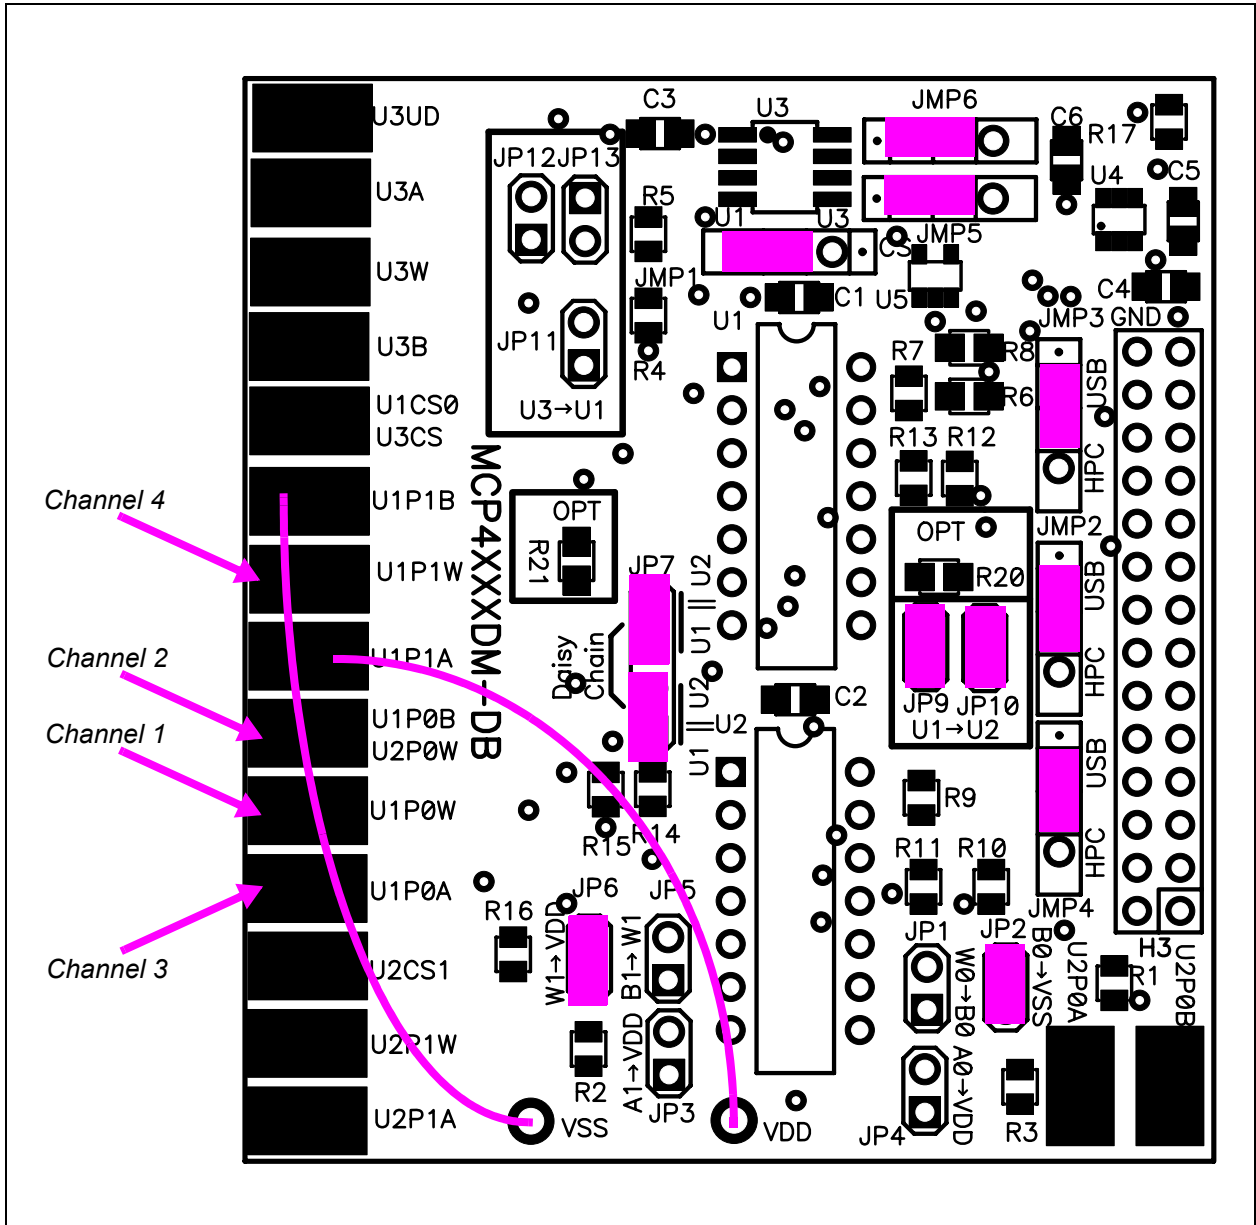 U3UD
U3A
U3W
U3B
U1CS0
U3CS
U1P1B
U1P1W
U1P1A
U1P0B
U2P0W
U1P0W
U1P0A
U2CS1
U2P1W
U2P1A
Channel 4
Channel 2
Channel 1
Channel 3
JP12 JP13
JP11
U3→U1
C3
R5
JMP1
R4
U3
U1
U3
CS
JMP6
JMP5
C6
R17
U4
C5
C4
U5
C1
U1
MCP4XXXDM-DB
OPT
R21
JP7
U2
U1
U2
U1
Daisy
Chain
U2
C2
R7
R8
R6
R13
R12
JMP3
GND
USB
HPC
OPT
R20
JP9
JP10
U1→U2
JMP2
USB
HPC
USB
HPC
JMP4
R15
R14
R9
R11
R10
R16
JP6
W1→VDD
JP5
B1→W1
R2
A1→VDD
JP3
VSS
VDD
JP1
W0→B0
JP2
B0→VSS
A0→VDD
JP4
R3
U2P0A
R1
H3
U2P0B